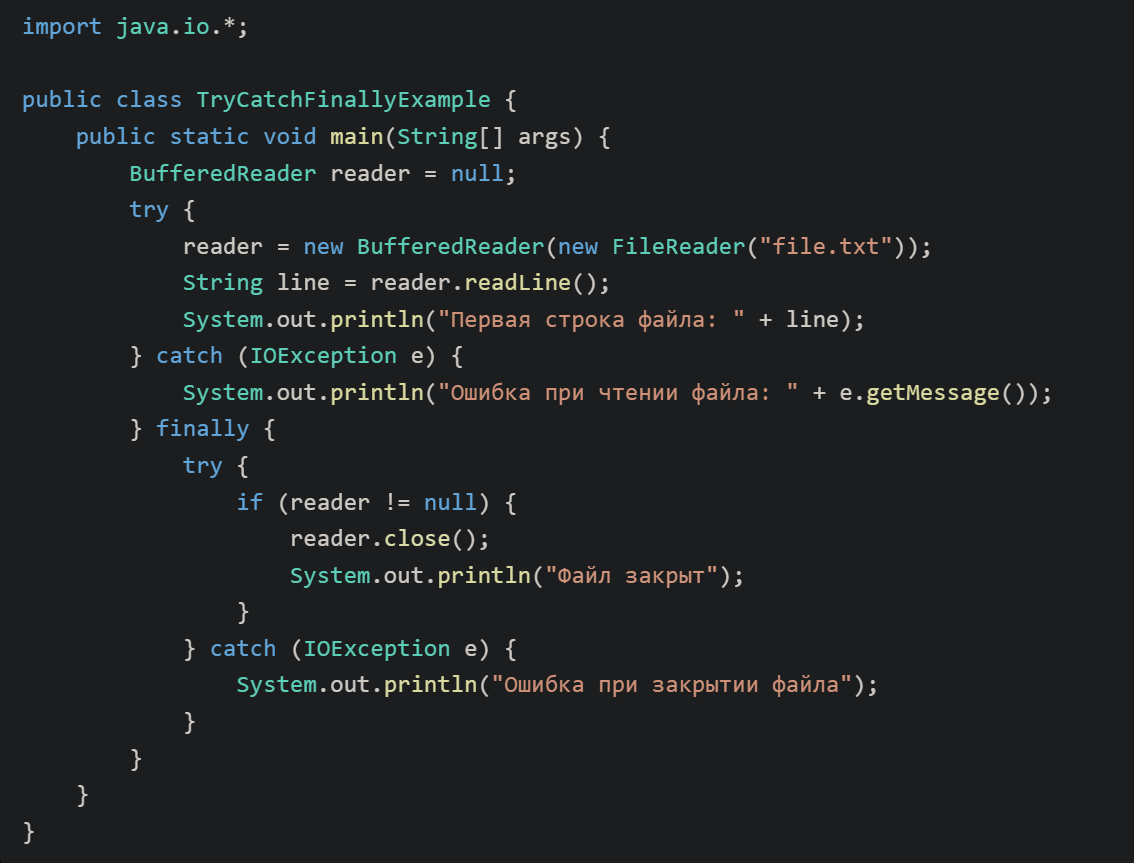 import java.io.*;

public class TryCatchFinallyExample {
    public static void main(String[] args) {
        BufferedReader reader = null;
        try {
            reader = new BufferedReader(new FileReader("file.txt"));
            String line = reader.readLine();
            System.out.println("Первая строка файла: " + line);
        } catch (IOException e) {
            System.out.println("Ошибка при чтении файла: " + e.getMessage());
        } finally {
            try {
                if (reader != null) {
                    reader.close();
                    System.out.println("Файл закрыт");
                }
            } catch (IOException e) {
                System.out.println("Ошибка при закрытии файла");
            }
        }
    }
}